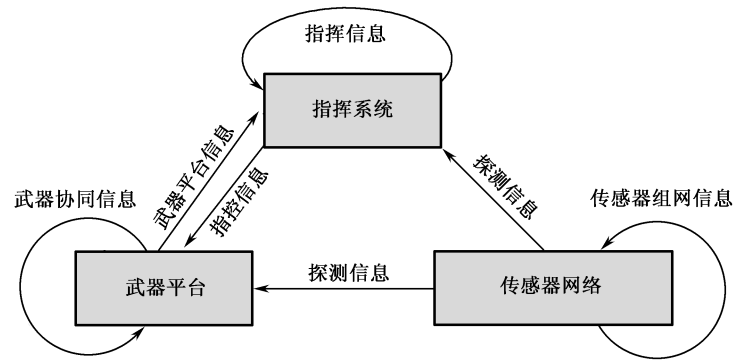 指挥信息
指挥系统
武器平台信息
指控信息
探测信息
武器协同信息
传感器组网信息
武器平台
探测信息
传感器网络